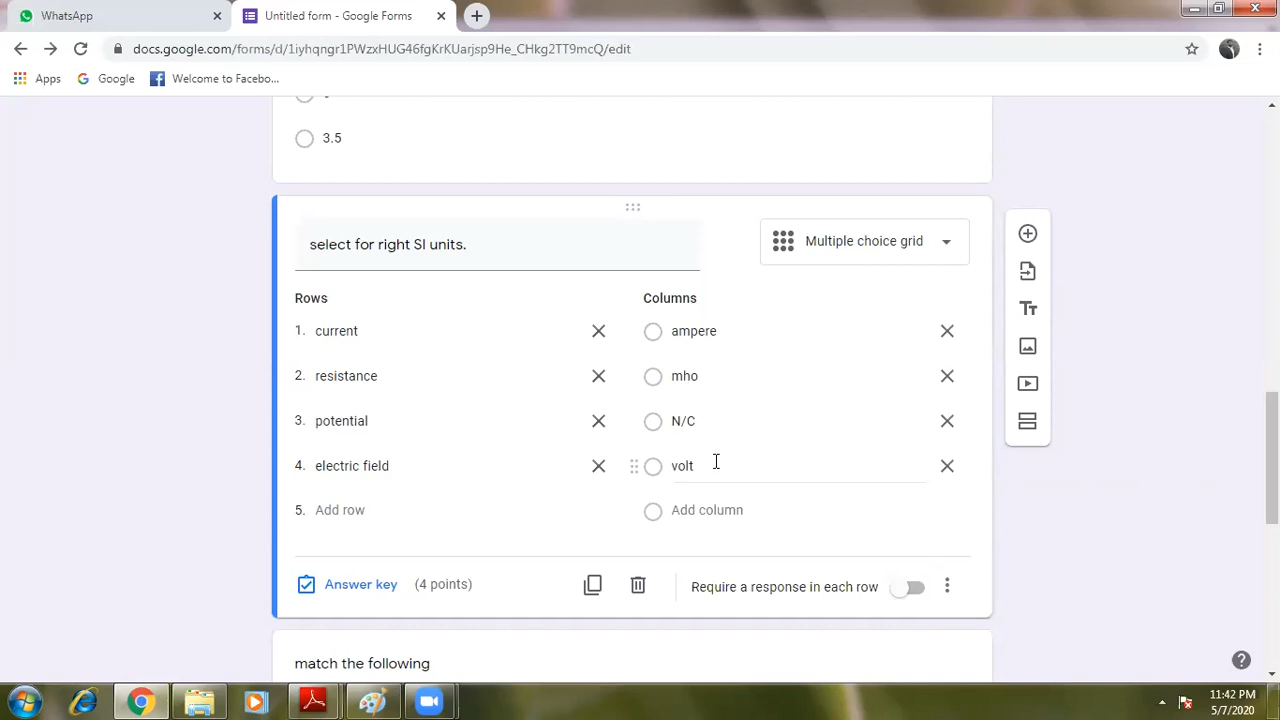 WhatsApp
Untitled form - Google Forms
docs.google.com/forms/d/1iyhqngr1PWzxHUG46fgKrKUarjsp9He_CHkg2TT9mcQ/edit
Apps Google Welcome to Facebo...
3.5
select for right SI units.
Multiple choice grid
Rows Columns
1. current ampere
2. resistance mho
3. potential N/C
4. electric field volt
5. Add row Add column
Answer key (4 points) Require a response in each row
match the following
11:42 PM
5/7/2020